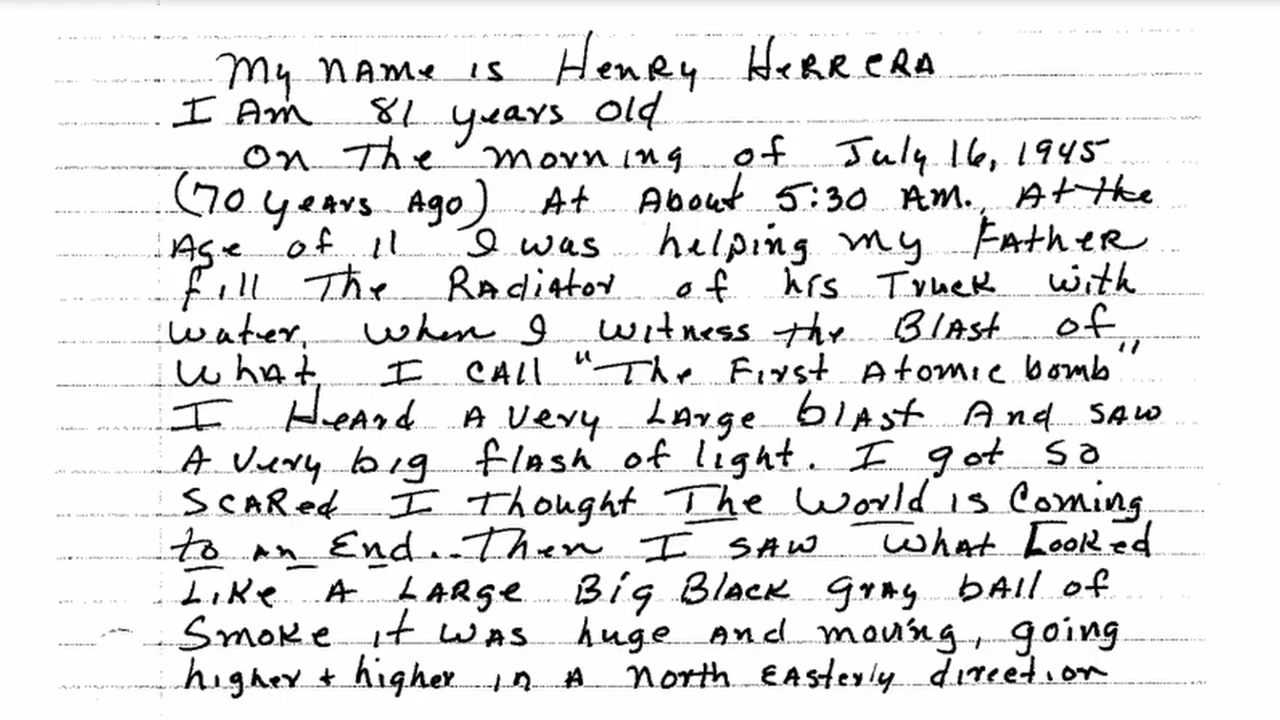 My name is Henry Herrera
I Am 81 years old
On The morning of July 16, 1945
(70 years Ago) At About 5:30 AM., At the
Age of 11 I was helping my Father
fill The Radiator of his Truck with
water, when I witness the Blast of
what, I CALL "The First Atomic bomb"
I Heard A very LArge blast And saw
A very big flash of light. I got so
scared I thought The World is Coming
to an End.. Then I saw what Looked
Like A Large Big Black gray ball of
Smoke it was huge and moving, going
higher + higher in A north Easterly direction